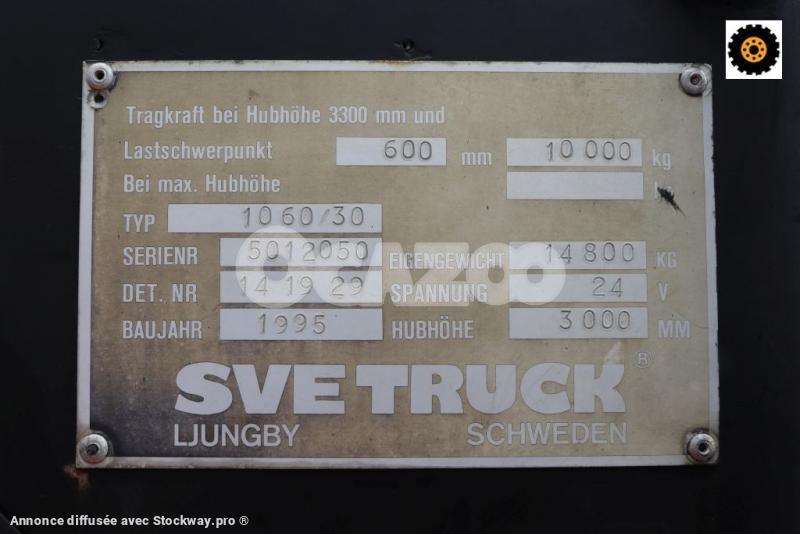 Tragkraft bei Hubhöhe 3300 mm und
Lastschwerpunkt 600 mm 10 000 kg
Bei max. Hubhöhe
TYP 1060/30
SERIENR 5012050 EIGENGEWICHT 14800 KG
DET. NR 14 19 29 SPANNUNG 24 V
BAUJAHR 1995 HUBHÖHE 3000 MM
SVETRUCK ®
LJUNGBY SCHWEDEN
OCAZOO
Annonce diffusée avec Stockway.pro ®